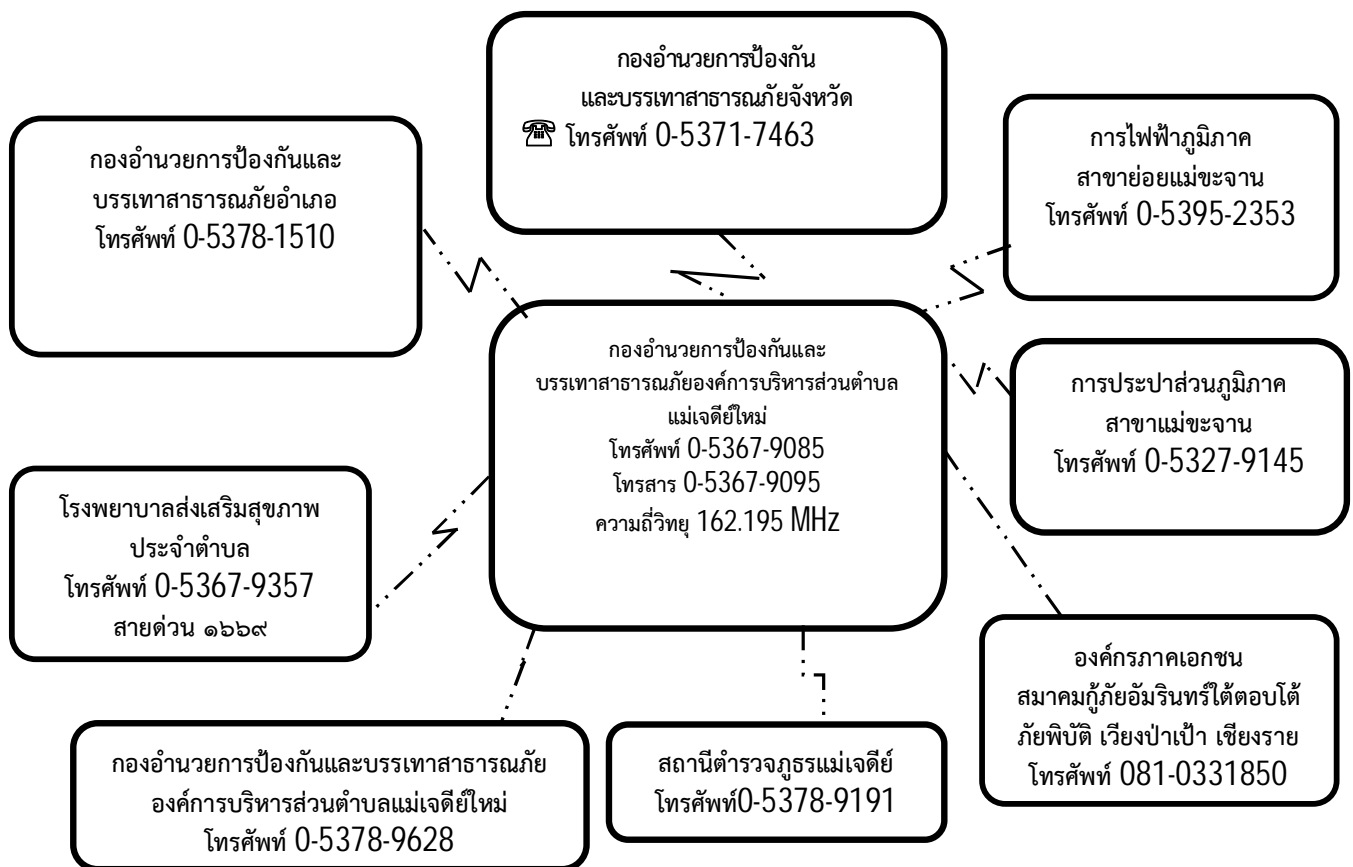 กองอำนวยการป้องกัน
และบรรเทาสาธารณภัยจังหวัด
☎ โทรศัพท์ 0-5371-7463
กองอำนวยการป้องกันและ
บรรเทาสาธารณภัยอำเภอ
โทรศัพท์ 0-5378-1510
การไฟฟ้าภูมิภาค
สาขาย่อยแม่ขะจาน
โทรศัพท์ 0-5395-2353
กองอำนวยการป้องกันและ
บรรเทาสาธารณภัยองค์การบริหารส่วนตำบล
แม่เจดีย์ใหม่
โทรศัพท์ 0-5367-9085
โทรสาร 0-5367-9095
ความถี่วิทยุ 162.195 MHz
การประปาส่วนภูมิภาค
สาขาแม่ขะจาน
โทรศัพท์ 0-5327-9145
โรงพยาบาลส่งเสริมสุขภาพ
ประจำตำบล
โทรศัพท์ 0-5367-9357
สายด่วน ๑๖๖๙
องค์กรภาคเอกชน
สมาคมกู้ภัยอัมรินทร์ใต้ตอบโต้
ภัยพิบัติ เวียงป่าเป้า เชียงราย
โทรศัพท์ 081-0331850
กองอำนวยการป้องกันและบรรเทาสาธารณภัย
องค์การบริหารส่วนตำบลแม่เจดีย์ใหม่
โทรศัพท์ 0-5378-9628
สถานีตำรวจภูธรแม่เจดีย์
โทรศัพท์0-5378-9191